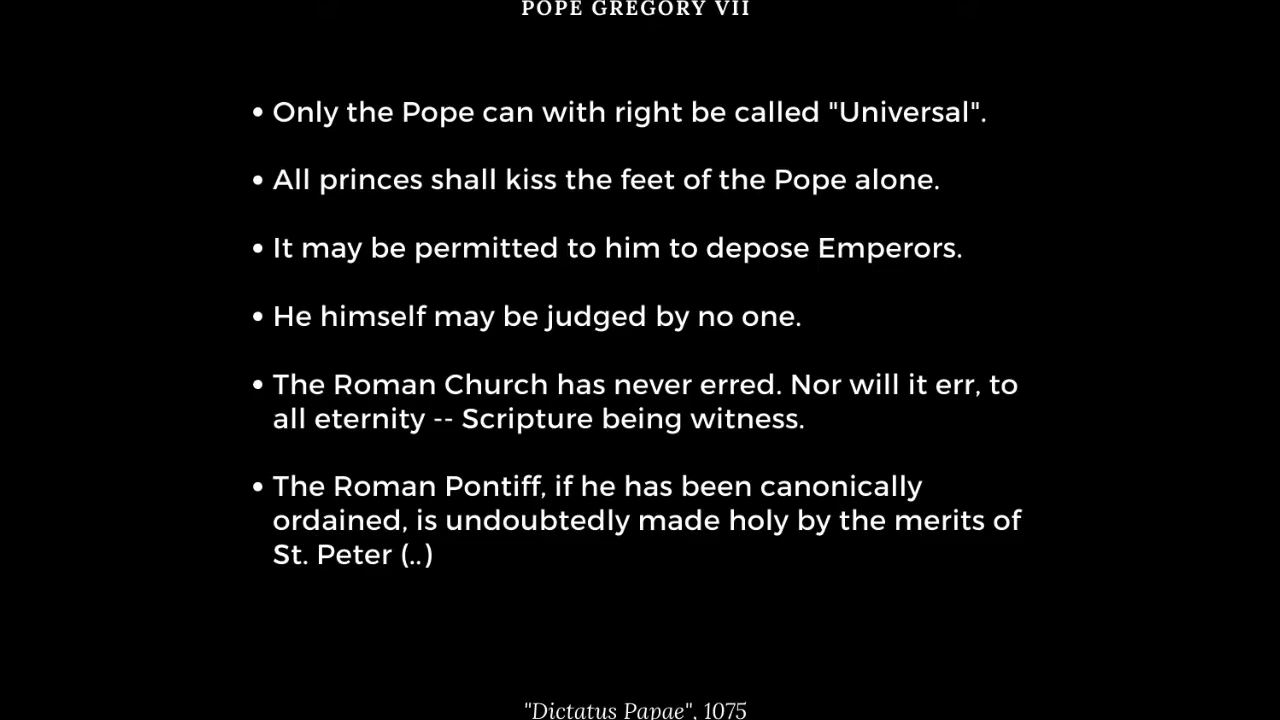 POPE GREGORY VII
• Only the Pope can with right be called "Universal".
• All princes shall kiss the feet of the Pope alone.
• It may be permitted to him to depose Emperors.
• He himself may be judged by no one.
• The Roman Church has never erred. Nor will it err, to
all eternity -- Scripture being witness.
• The Roman Pontiff, if he has been canonically
ordained, is undoubtedly made holy by the merits of
St. Peter (..)
"Dictatus Papae", 1075